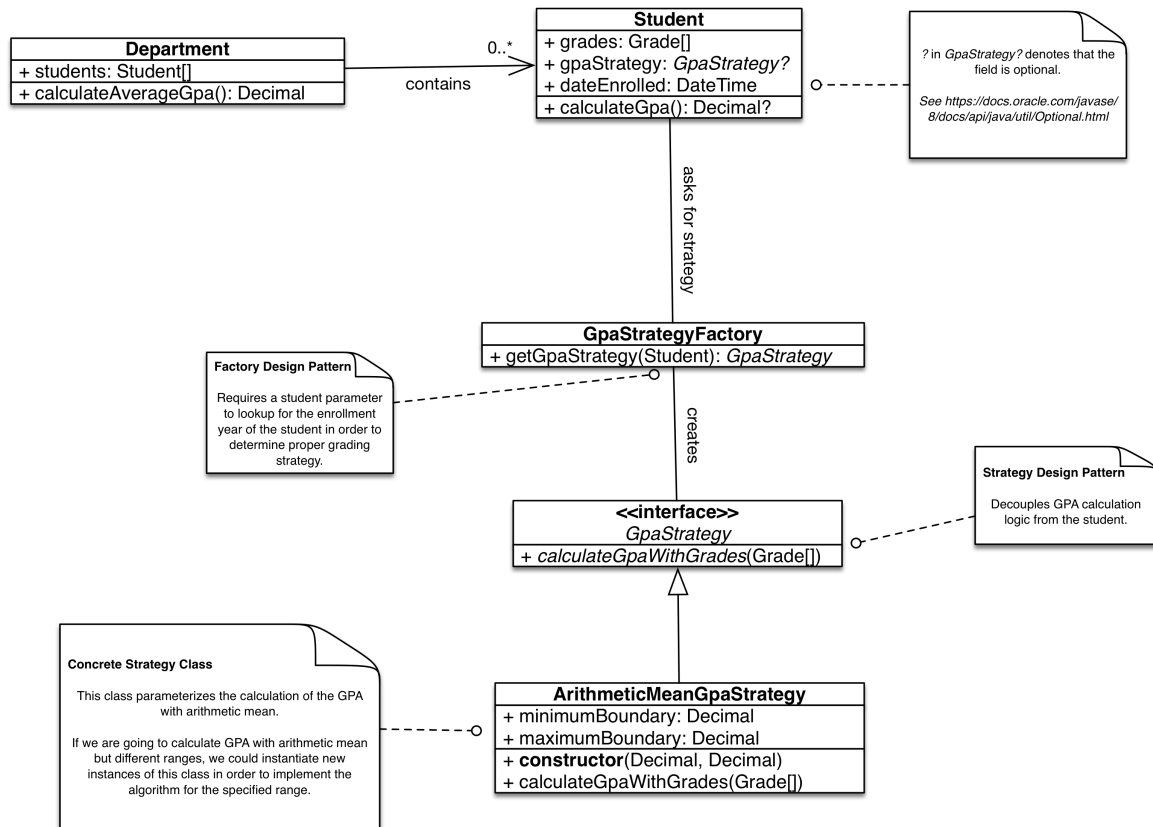 Department
+ students: Student[]
+ calculateAverageGpa(): Decimal
0..*
contains
Student
+ grades: Grade[]
+ gpaStrategy: GpaStrategy?
+ dateEnrolled: DateTime
+ calculateGpa(): Decimal?
? in GpaStrategy? denotes that the
field is optional.
See https://docs.oracle.com/javase/
8/docs/api/java/util/Optional.html
asks for strategy
GpaStrategyFactory
+ getGpaStrategy(Student): GpaStrategy
Factory Design Pattern
Requires a student parameter
to lookup for the enrollment
year of the student in order to
determine proper grading
strategy.
creates
<<interface>>
GpaStrategy
+ calculateGpaWithGrades(Grade[])
Strategy Design Pattern
Decouples GPA calculation
logic from the student.
Concrete Strategy Class
This class parameterizes the calculation of the GPA
with arithmetic mean.
If we are going to calculate GPA with arithmetic mean
but different ranges, we could instantiate new
instances of this class in order to implement the
algorithm for the specified range.
ArithmeticMeanGpaStrategy
+ minimumBoundary: Decimal
+ maximumBoundary: Decimal
+ constructor(Decimal, Decimal)
+ calculateGpaWithGrades(Grade[])